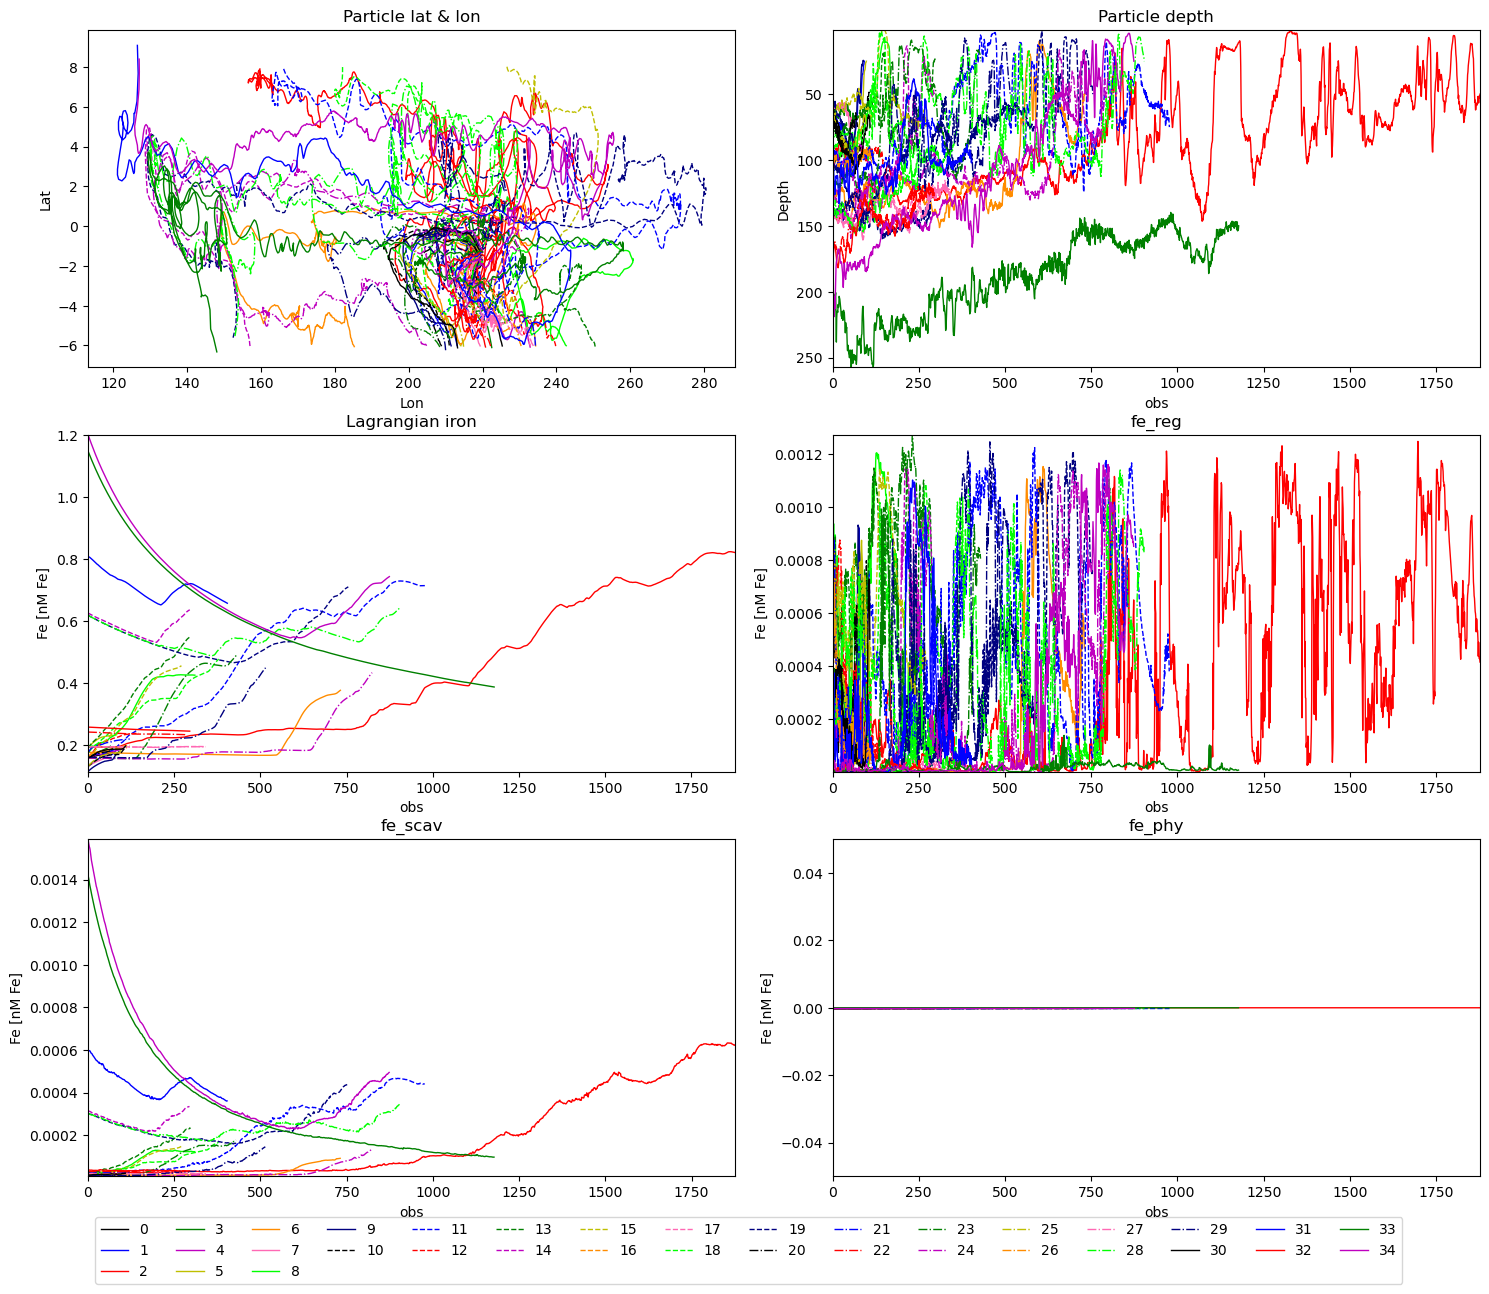 Particle lat & lon
Lat
8
6
4
2
0
−2
−4
−6
120 140 160 180 200 220 240 260 280
Lon
Particle depth
Depth
50
100
150
200
250
0 250 500 750 1000 1250 1500 1750
obs
Lagrangian iron
Fe [nM Fe]
1.2
1.0
0.8
0.6
0.4
0.2
0 250 500 750 1000 1250 1500 1750
obs
fe_reg
Fe [nM Fe]
0.0012
0.0010
0.0008
0.0006
0.0004
0.0002
0 250 500 750 1000 1250 1500 1750
obs
fe_scav
Fe [nM Fe]
0.0014
0.0012
0.0010
0.0008
0.0006
0.0004
0.0002
0 250 500 750 1000 1250 1500 1750
obs
fe_phy
Fe [nM Fe]
0.04
0.02
0.00
−0.02
−0.04
0 250 500 750 1000 1250 1500 1750
obs
0 3 6 9 11 13 15 17 19 21 23 25 27 29 31 33
1 4 7 10 12 14 16 18 20 22 24 26 28 30 32 34
2 5 8